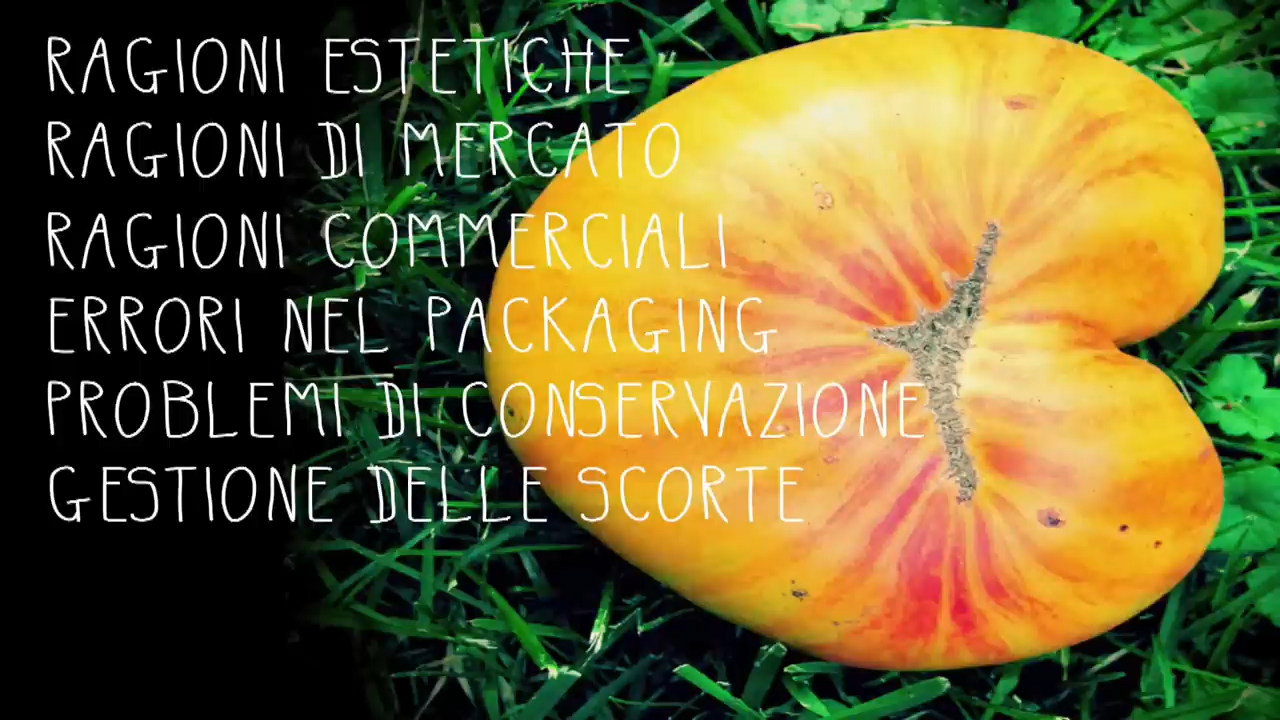 RAGIONI ESTETICHE
RAGIONI DI MERCATO
RAGIONI COMMERCIALI
ERRORI NEL PACKAGING
PROBLEMI DI CONSERVAZIONE
GESTIONE DELLE SCORTE